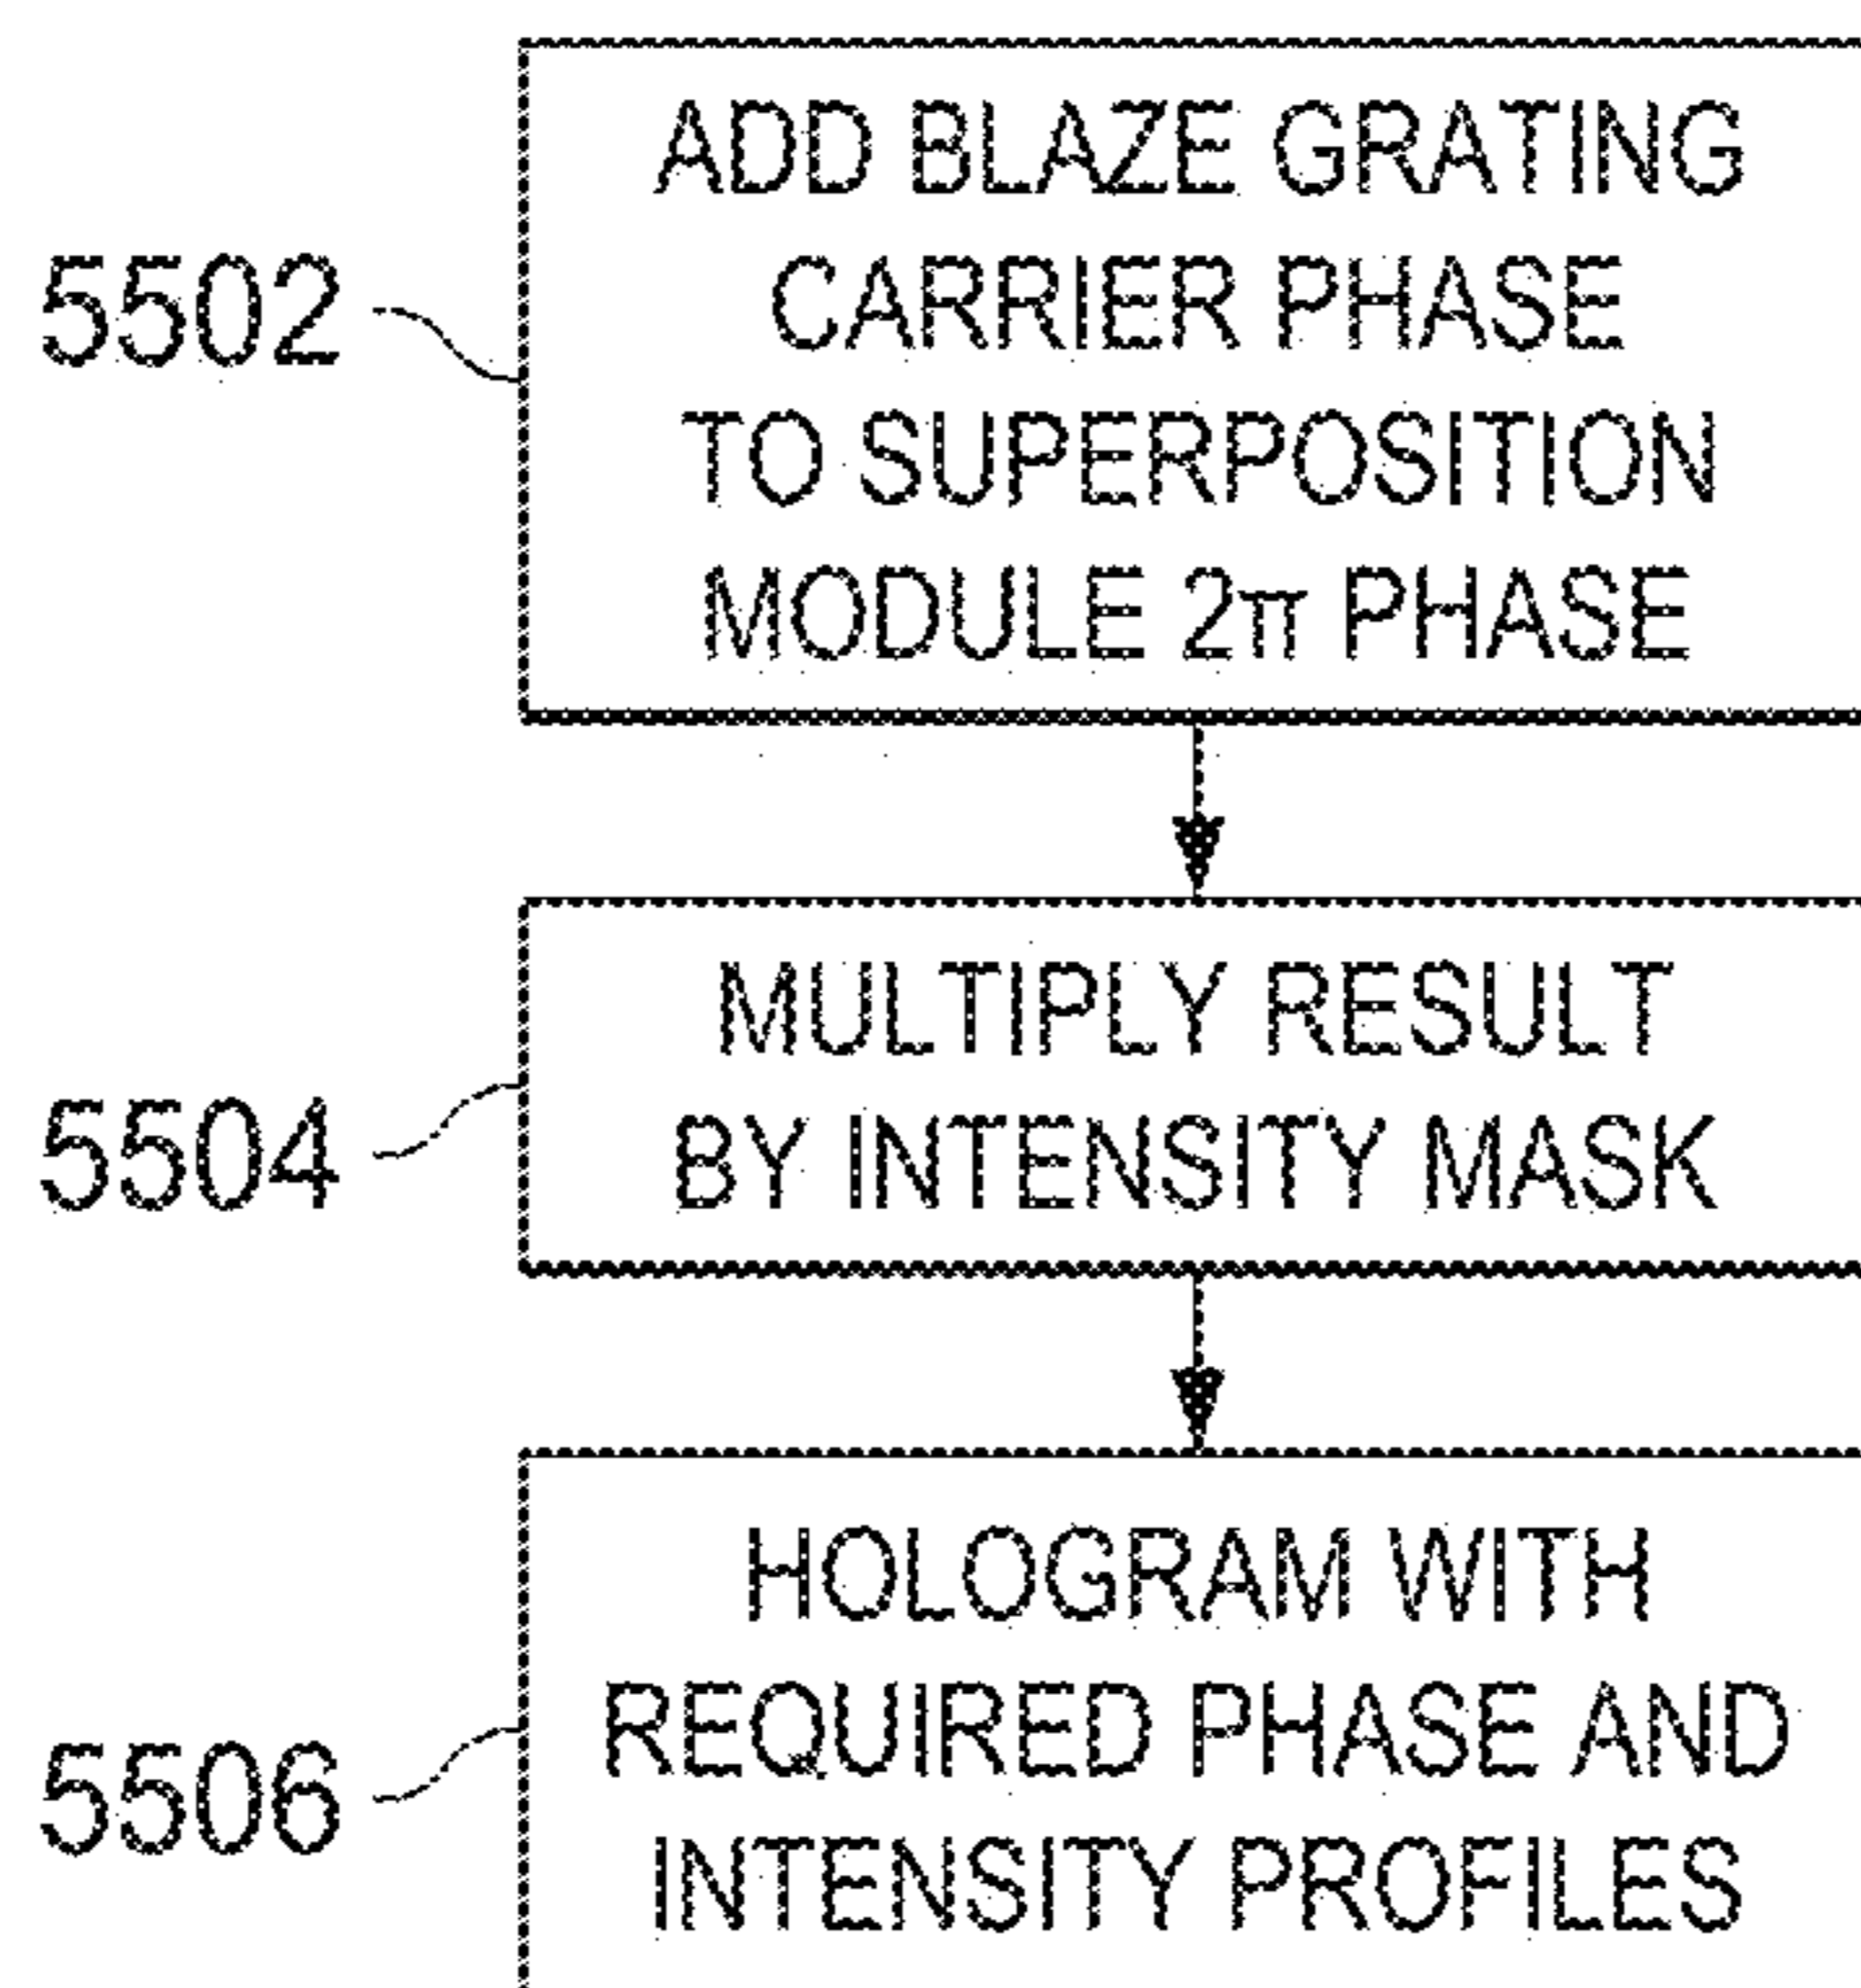 5502
ADD BLAZE GRATING
CARRIER PHASE
TO SUPERPOSITION
MODULE 2π PHASE
5504
MULTIPLY RESULT
BY INTENSITY MASK
5506
HOLOGRAM WITH
REQUIRED PHASE AND
INTENSITY PROFILES